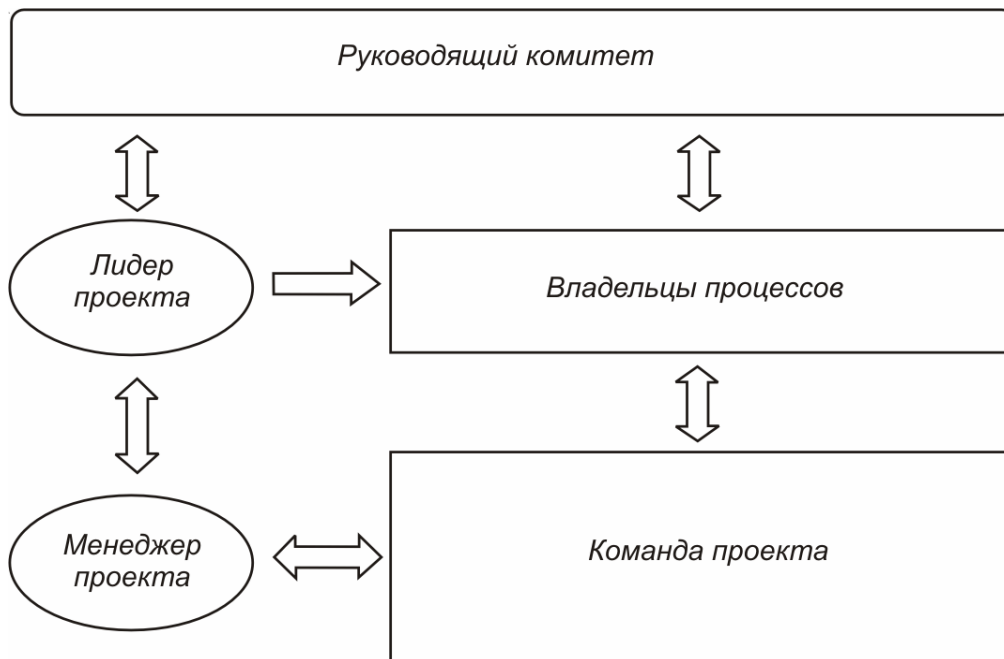 Руководящий комитет
Лидер
проекта
Владельцы процессов
Менеджер
проекта
Команда проекта